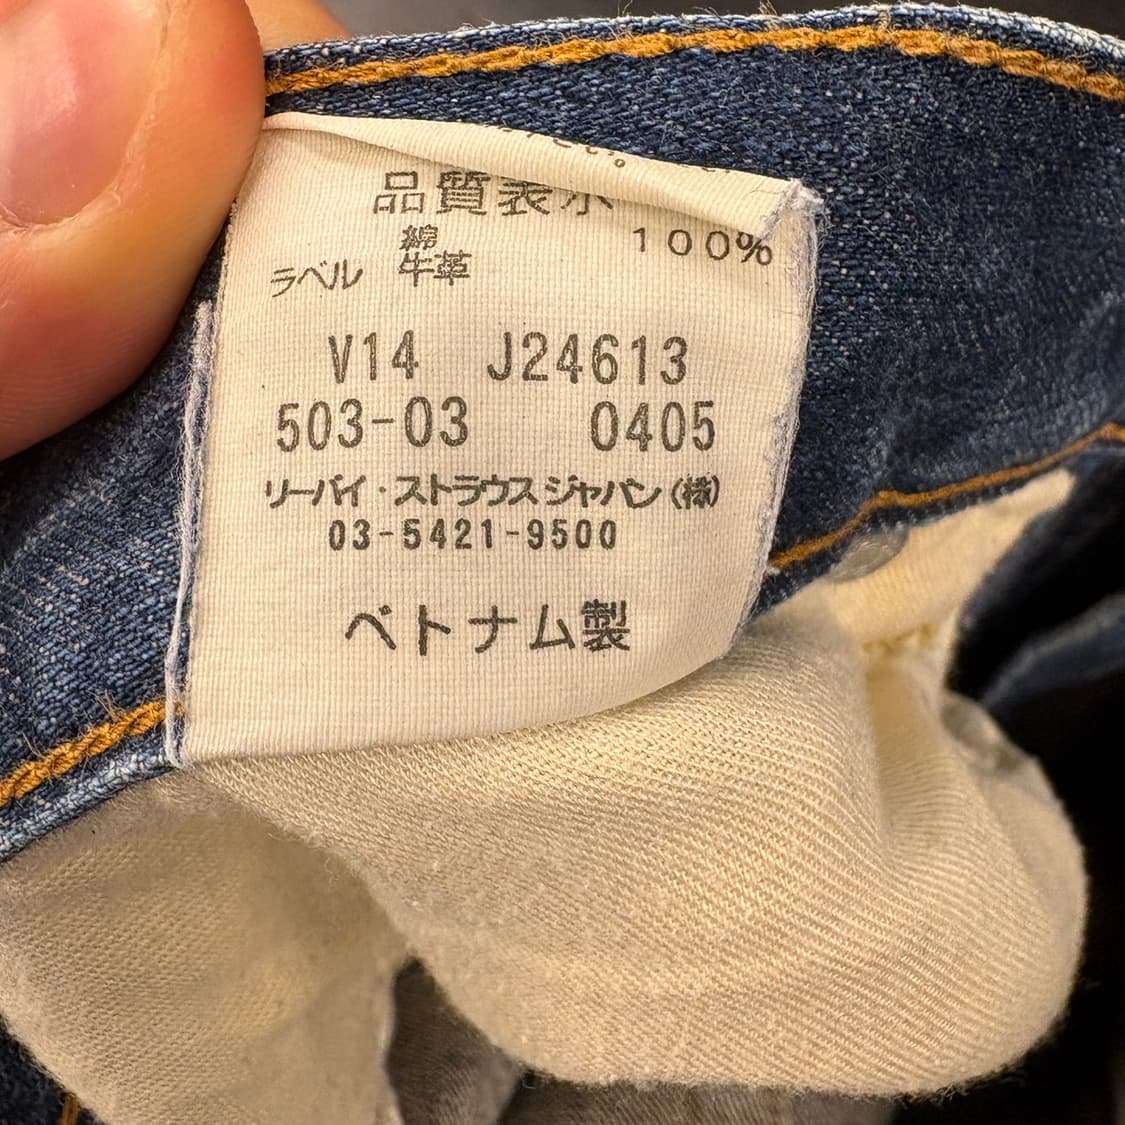 品質表示
綿 100%
ラベル 牛革
V14 J24613
503-03 0405
リーバイ・ストラウス ジャパン(株)
03-5421-9500
ベトナム製